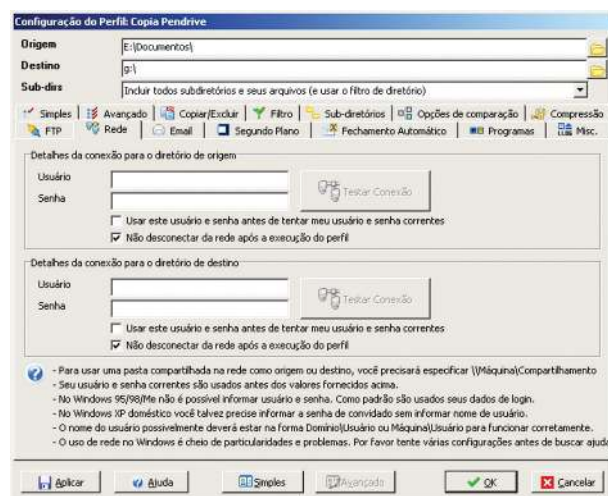 Configuração do Perfil: Copia Pendrive
Origem E:\Documentos\
Destino g:\
Sub-dirs Incluir todos subdiretórios e seus arquivos (e usar o filtro de diretório)
Simples Avançado Copiar/Excluir Filtro Sub-diretórios Opções de comparação Compressão
FTP Rede Email Segundo Plano Fechamento Automático Programas Misc.
Detalhes da conexão para o diretório de origem
Usuário
Senha
Testar Conexão
Usar este usuário e senha antes de tentar meu usuário e senha correntes
Não desconectar da rede após a execução do perfil
Detalhes da conexão para o diretório de destino
Usuário
Senha
Testar Conexão
Usar este usuário e senha antes de tentar meu usuário e senha correntes
Não desconectar da rede após a execução do perfil
- Para usar uma pasta compartilhada na rede como origem ou destino, você precisará especificar \\Máquina\Compartilhamento
- Seu usuário e senha correntes são usados antes dos valores fornecidos acima.
- No Windows 95/98/Me não é possível informar usuário e senha. Como padrão são usados seus dados de login.
- No Windows XP doméstico você talvez precise informar a senha de convidado sem informar nome de usuário.
- O nome do usuário possivelmente deverá estar na forma Domínio\Usuário ou Máquina\Usuário para funcionar corretamente.
- O uso de rede no Windows é cheio de particularidades e problemas. Por favor tente várias configurações antes de buscar ajuda
Aplicar Ajuda Simples Avançado OK Cancelar